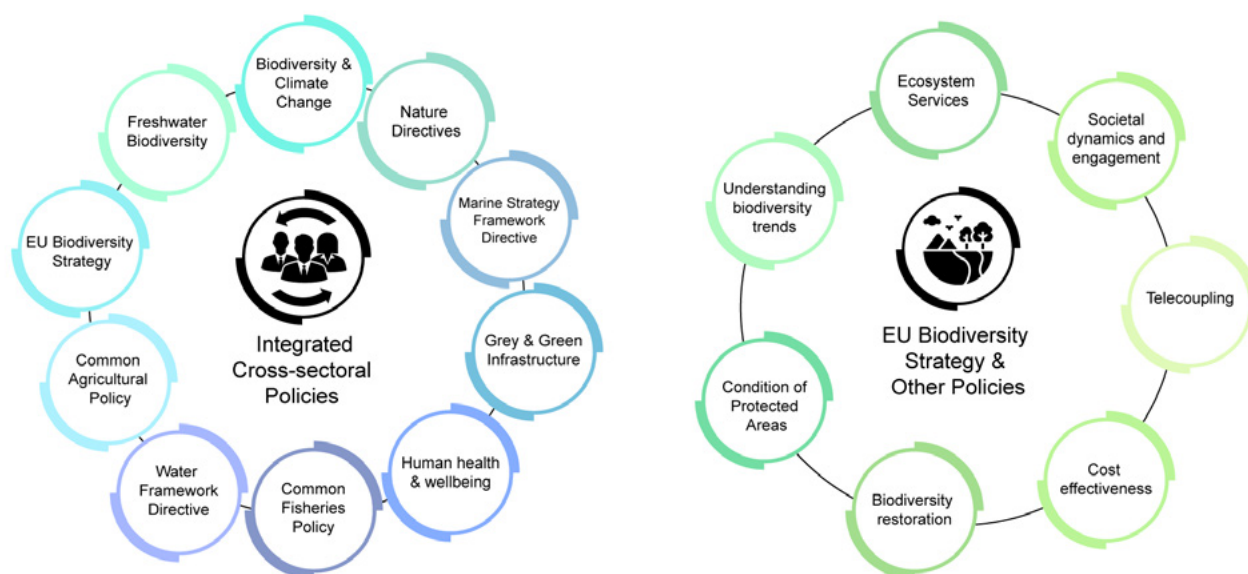 Biodiversity &
Climate
Change
Nature
Directives
Marine Strategy
Framework
Directive
Grey & Green
Infrastructure
Human health
& wellbeing
Common
Fisheries
Policy
Water
Framework
Directive
Common
Agricultural
Policy
EU Biodiversity
Strategy
Freshwater
Biodiversity
Integrated
Cross-sectoral
Policies
Ecosystem
Services
Societal
dynamics and
engagement
Telecoupling
Cost
effectiveness
Biodiversity
restoration
Condition of
Protected
Areas
Understanding
biodiversity
trends
EU Biodiversity
Strategy &
Other Policies